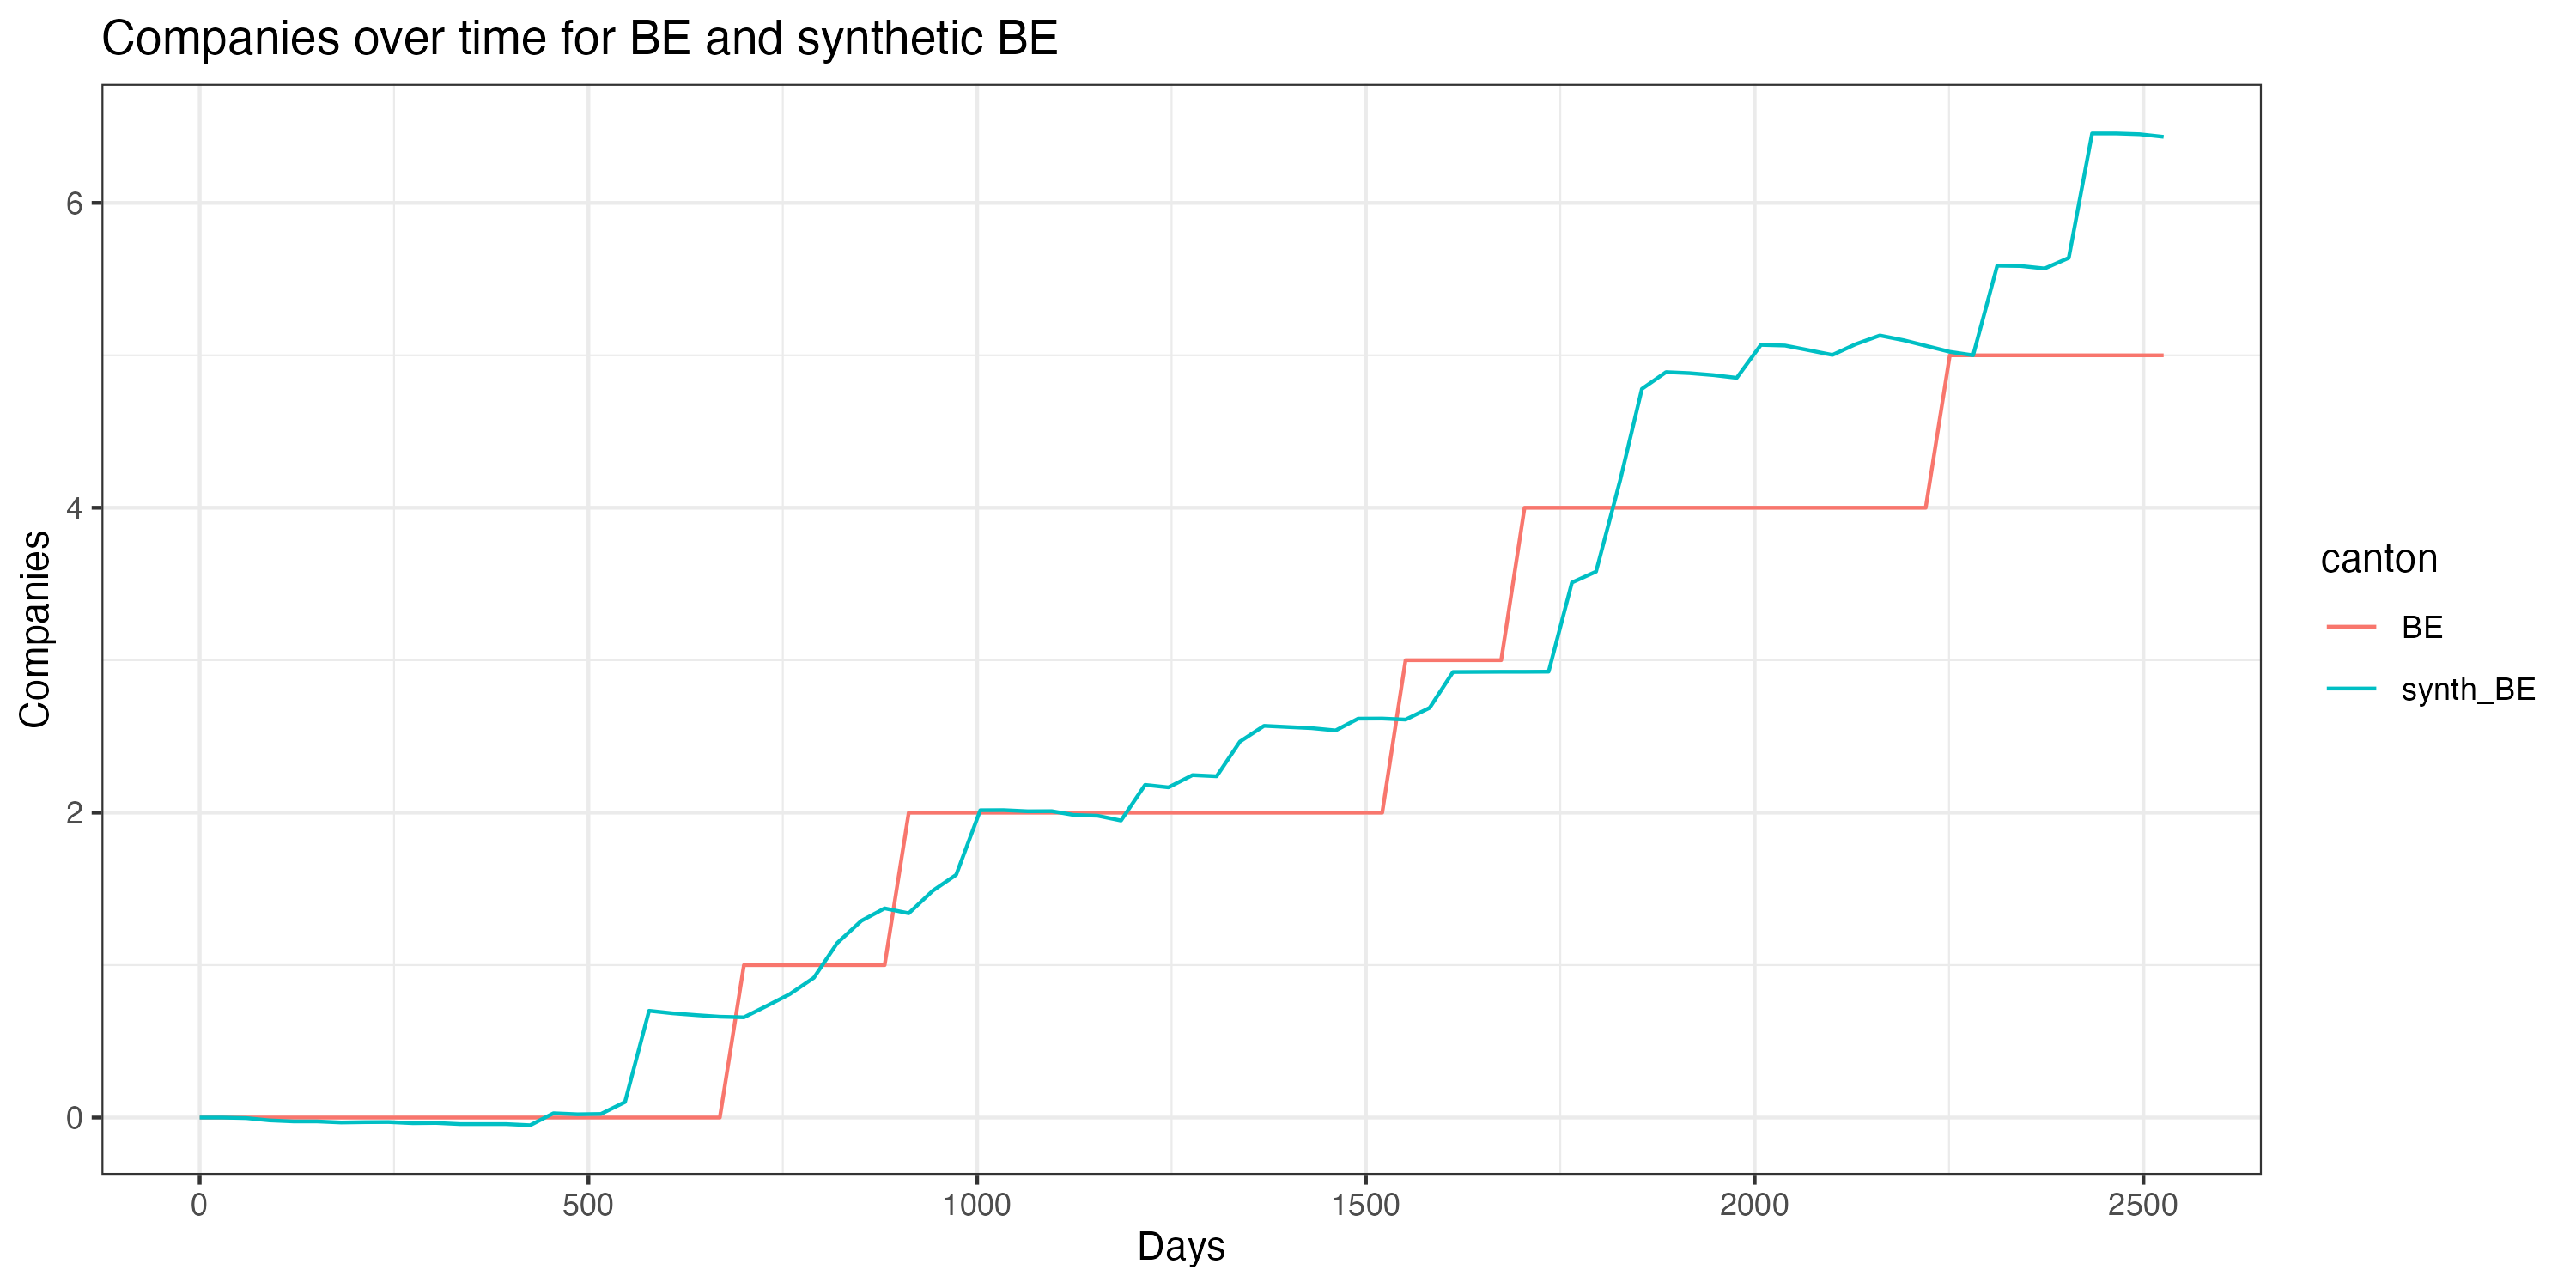 Companies over time for BE and synthetic BE
Companies
6
4
2
0
0 500 1000 1500 2000 2500
Days
canton
BE
synth_BE